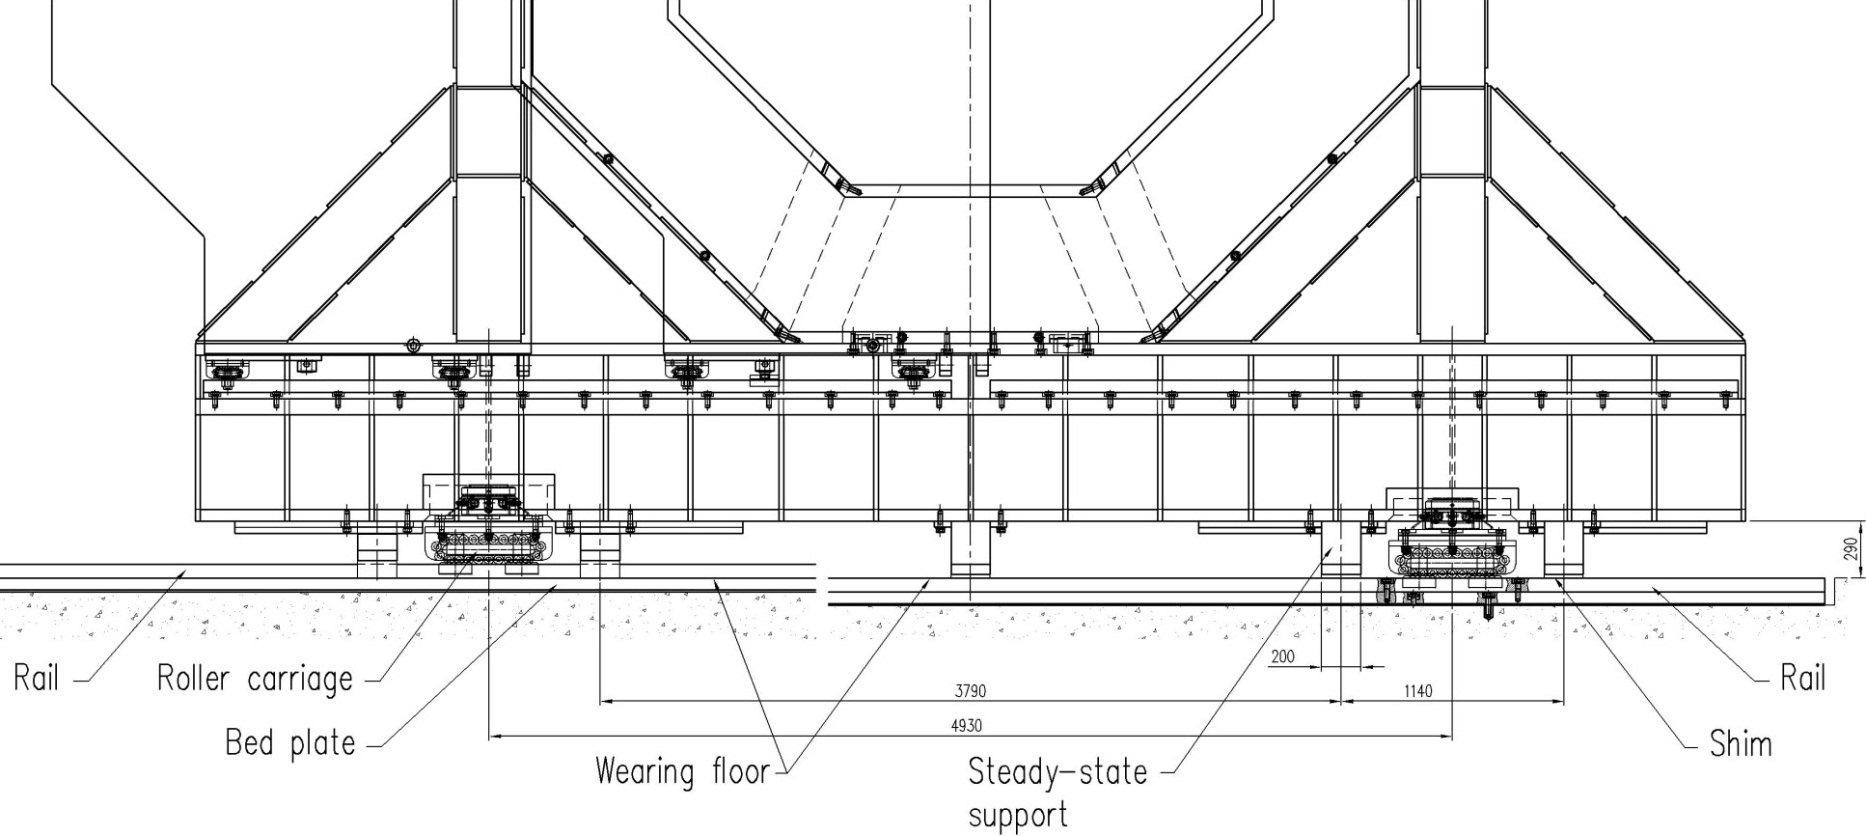 290
200
Rail
Roller carriage
Rail
3790
1140
4930
Bed plate
Shim
Wearing floor
Steady-state
support